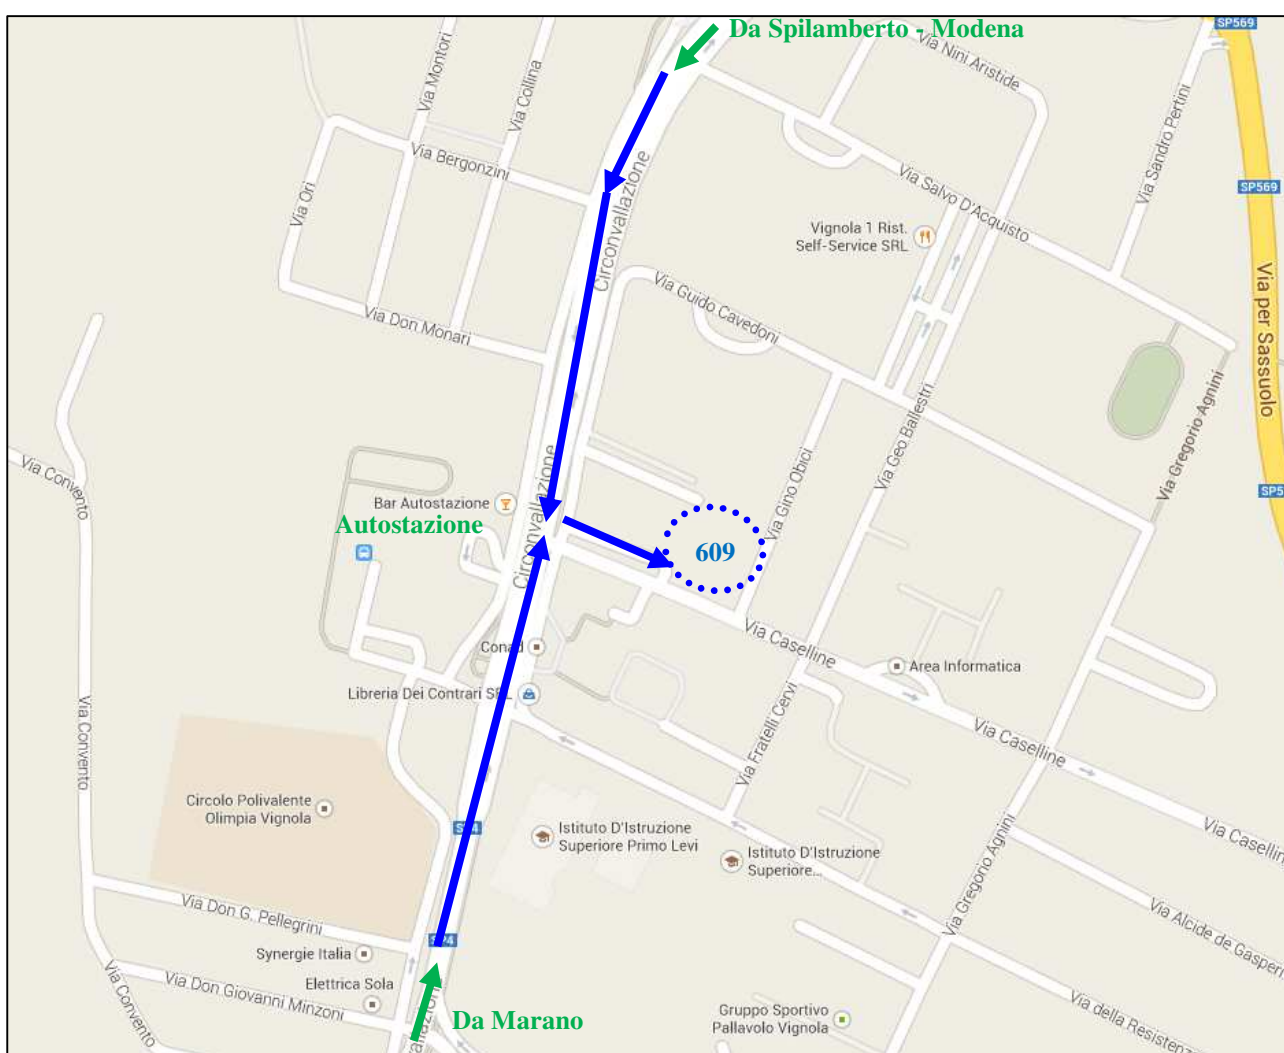 Da Spilamberto - Modena
SP569
Via Nini Aristide
Via Montori
Via Collina
Via Sandro Pertini
Via Bergonzini
Circonvallazione
Via Salvo D'Acquisto
SP569
Via Ori
Vignola 1 Rist.
Self-Service SRL
Via Guido Cavedoni
Via Don Monari
Via per Sassuolo
Via Gregorio Agnini
Via Geo Ballestri
Via Gino Obici
Via Convento
Circonvallazione
Bar Autostazione
Autostazione
SP5
609
Via Caselline
Conad
Area Informatica
Libreria Dei Contrari SRL
Via Convento
Via Fratelli Cervi
Via Caselline
Circolo Polivalente
Olimpia Vignola
Istituto D'Istruzione
Superiore Primo Levi
Istituto D'Istruzione
Superiore...
Via Caselline
Via Gregorio Agnini
Via Don G. Pellegrini
Via Alcide de Gasperi
SP4
Synergie Italia
Via Convento
Via Don Giovanni Minzoni
Elettrica Sola
Via della Resistenz
Gruppo Sportivo
Pallavolo Vignola
Da Marano
vallazione